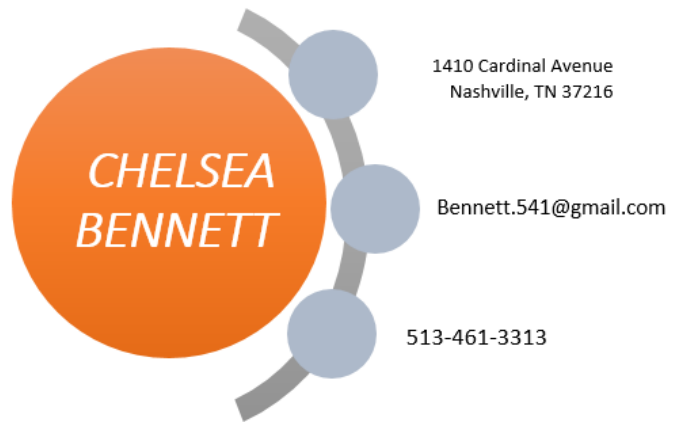 CHELSEA
BENNETT
1410 Cardinal Avenue
Nashville, TN 37216
Bennett.541@gmail.com
513-461-3313